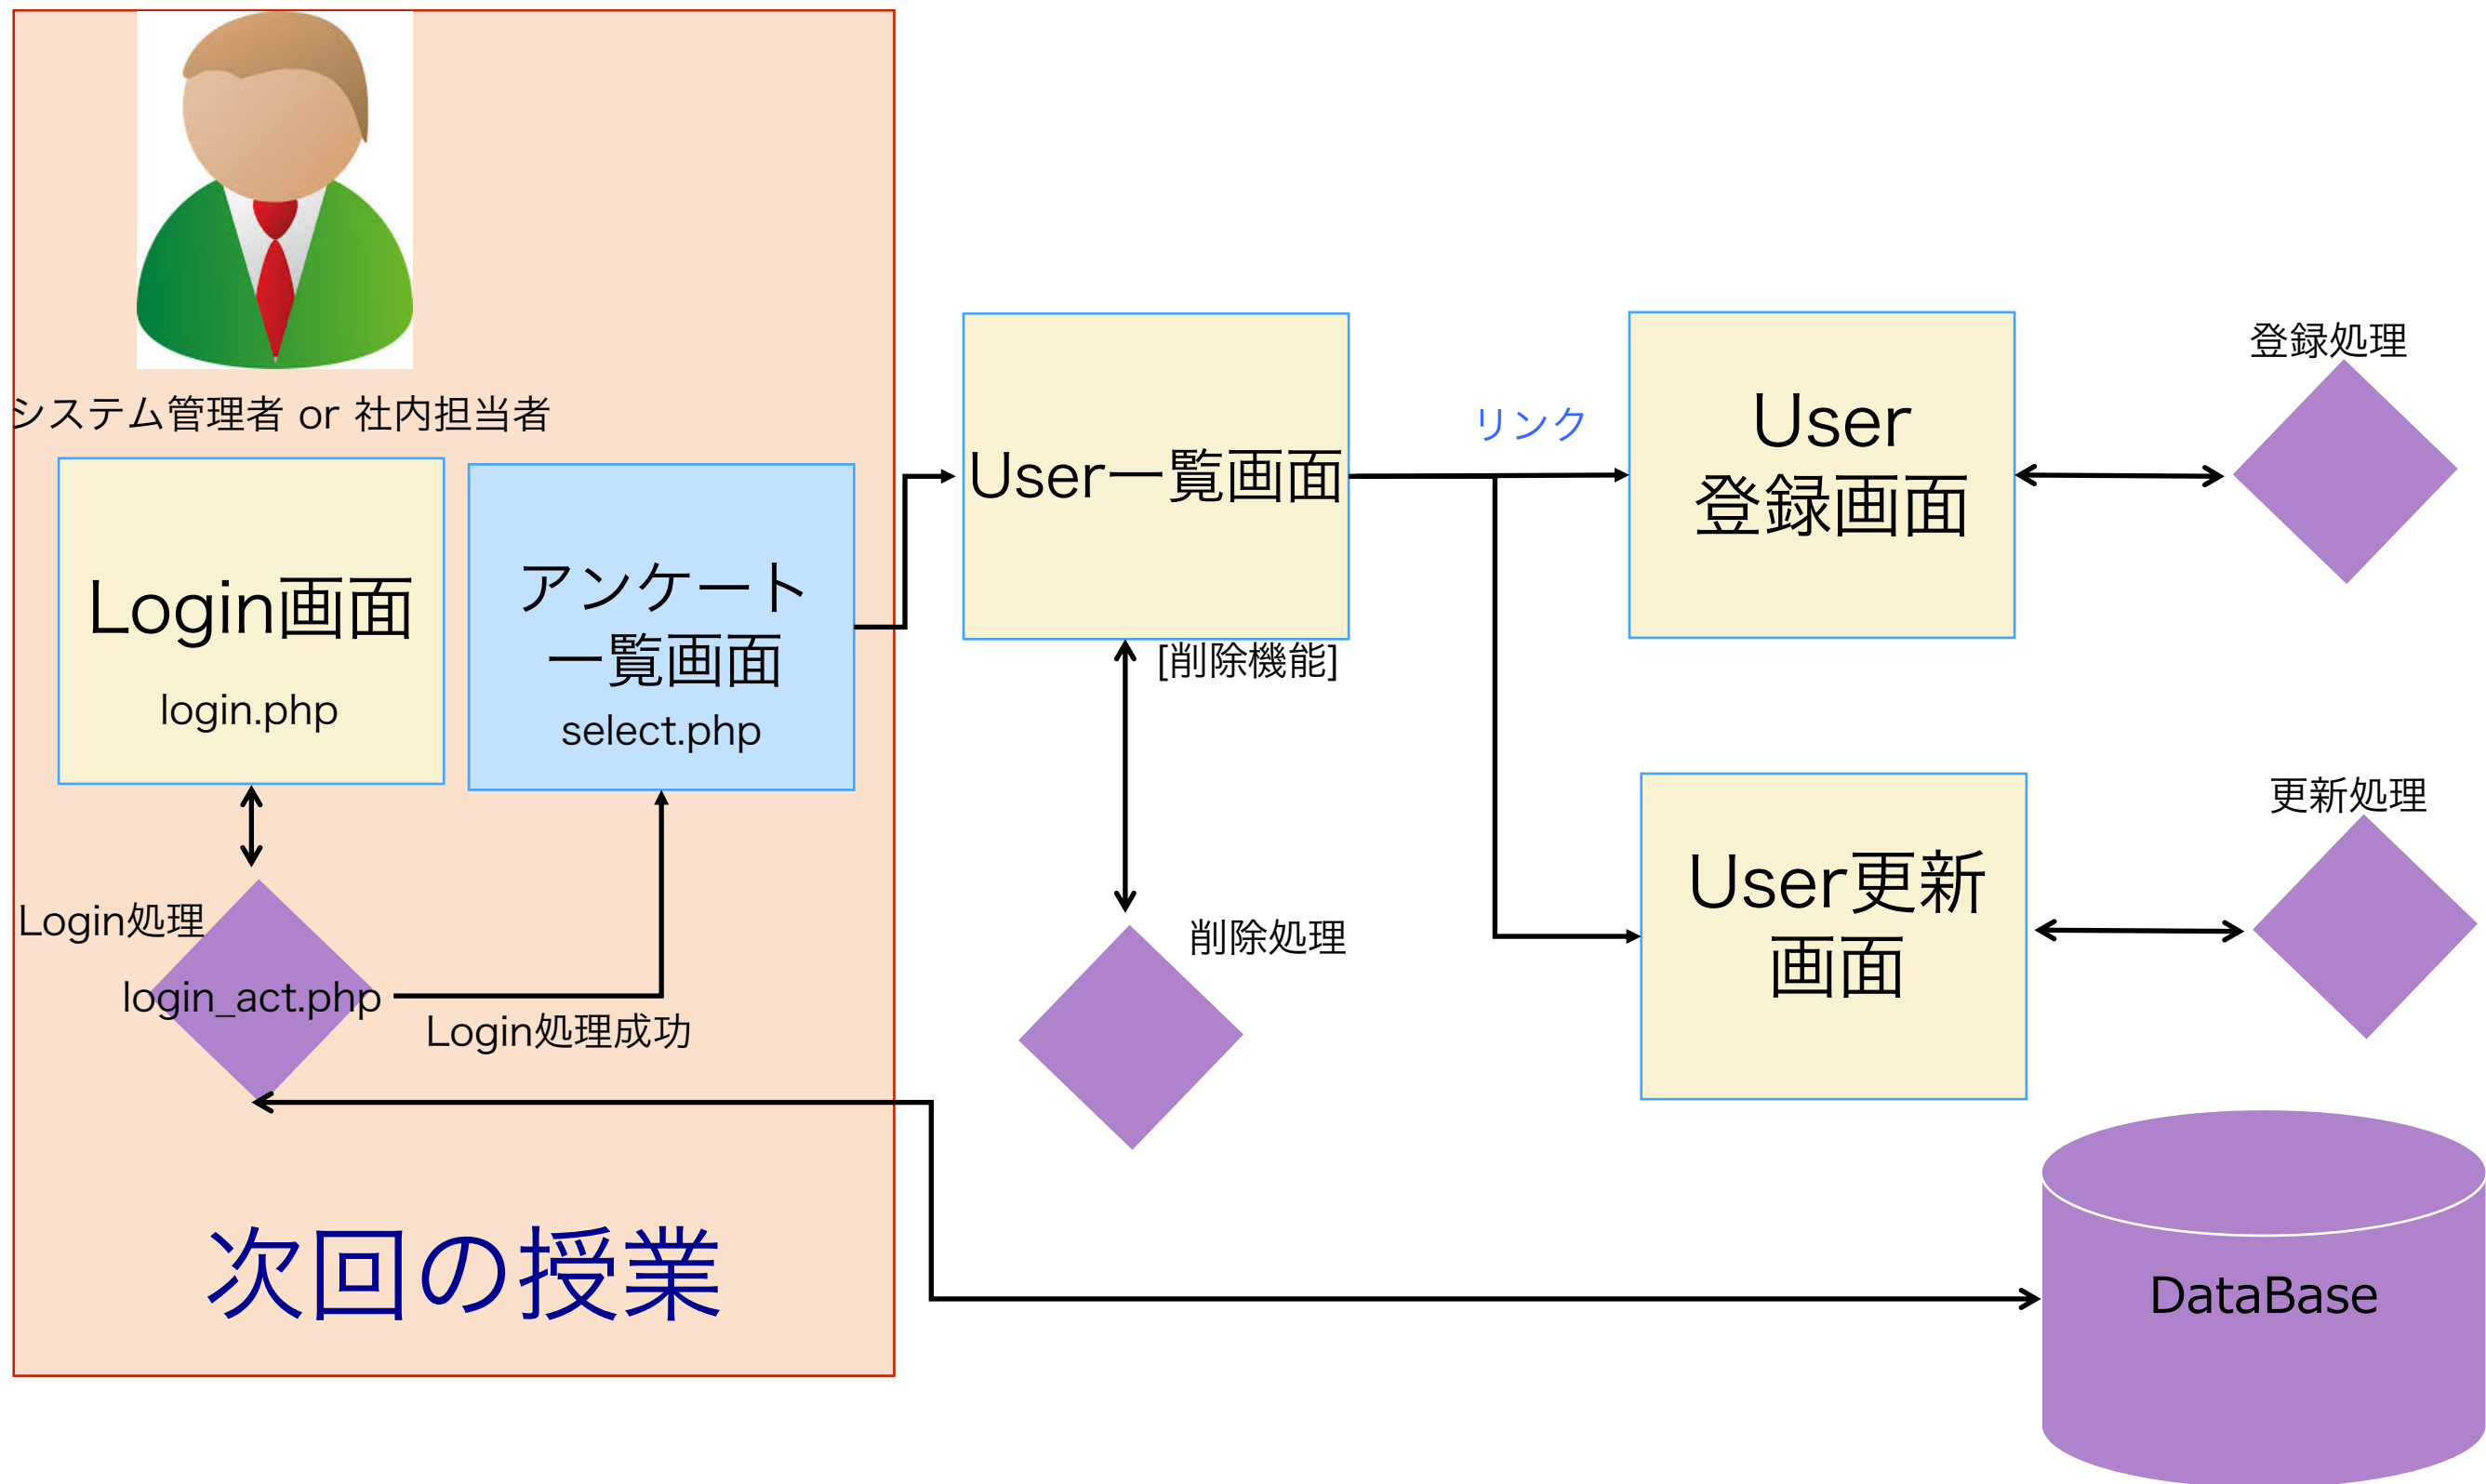 システム管理者 or 社内担当者
Login画面
login.php
アンケート
一覧画面
select.php
Login処理
login_act.php
Login処理成功
次回の授業
User一覧画面
[削除機能]
削除処理
リンク
User
登録画面
登録処理
User更新
画面
更新処理
DataBase